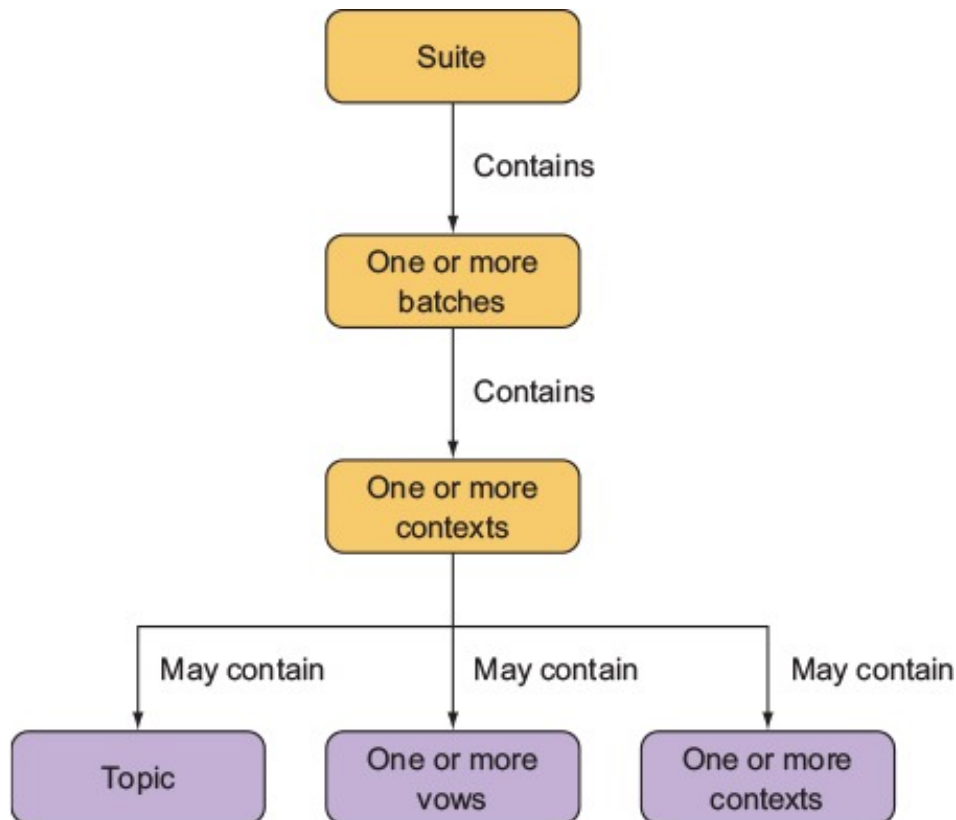 Suite
Contains
One or more
batches
Contains
One or more
contexts
May contain
May contain
May contain
Topic
One or more
vows
One or more
contexts